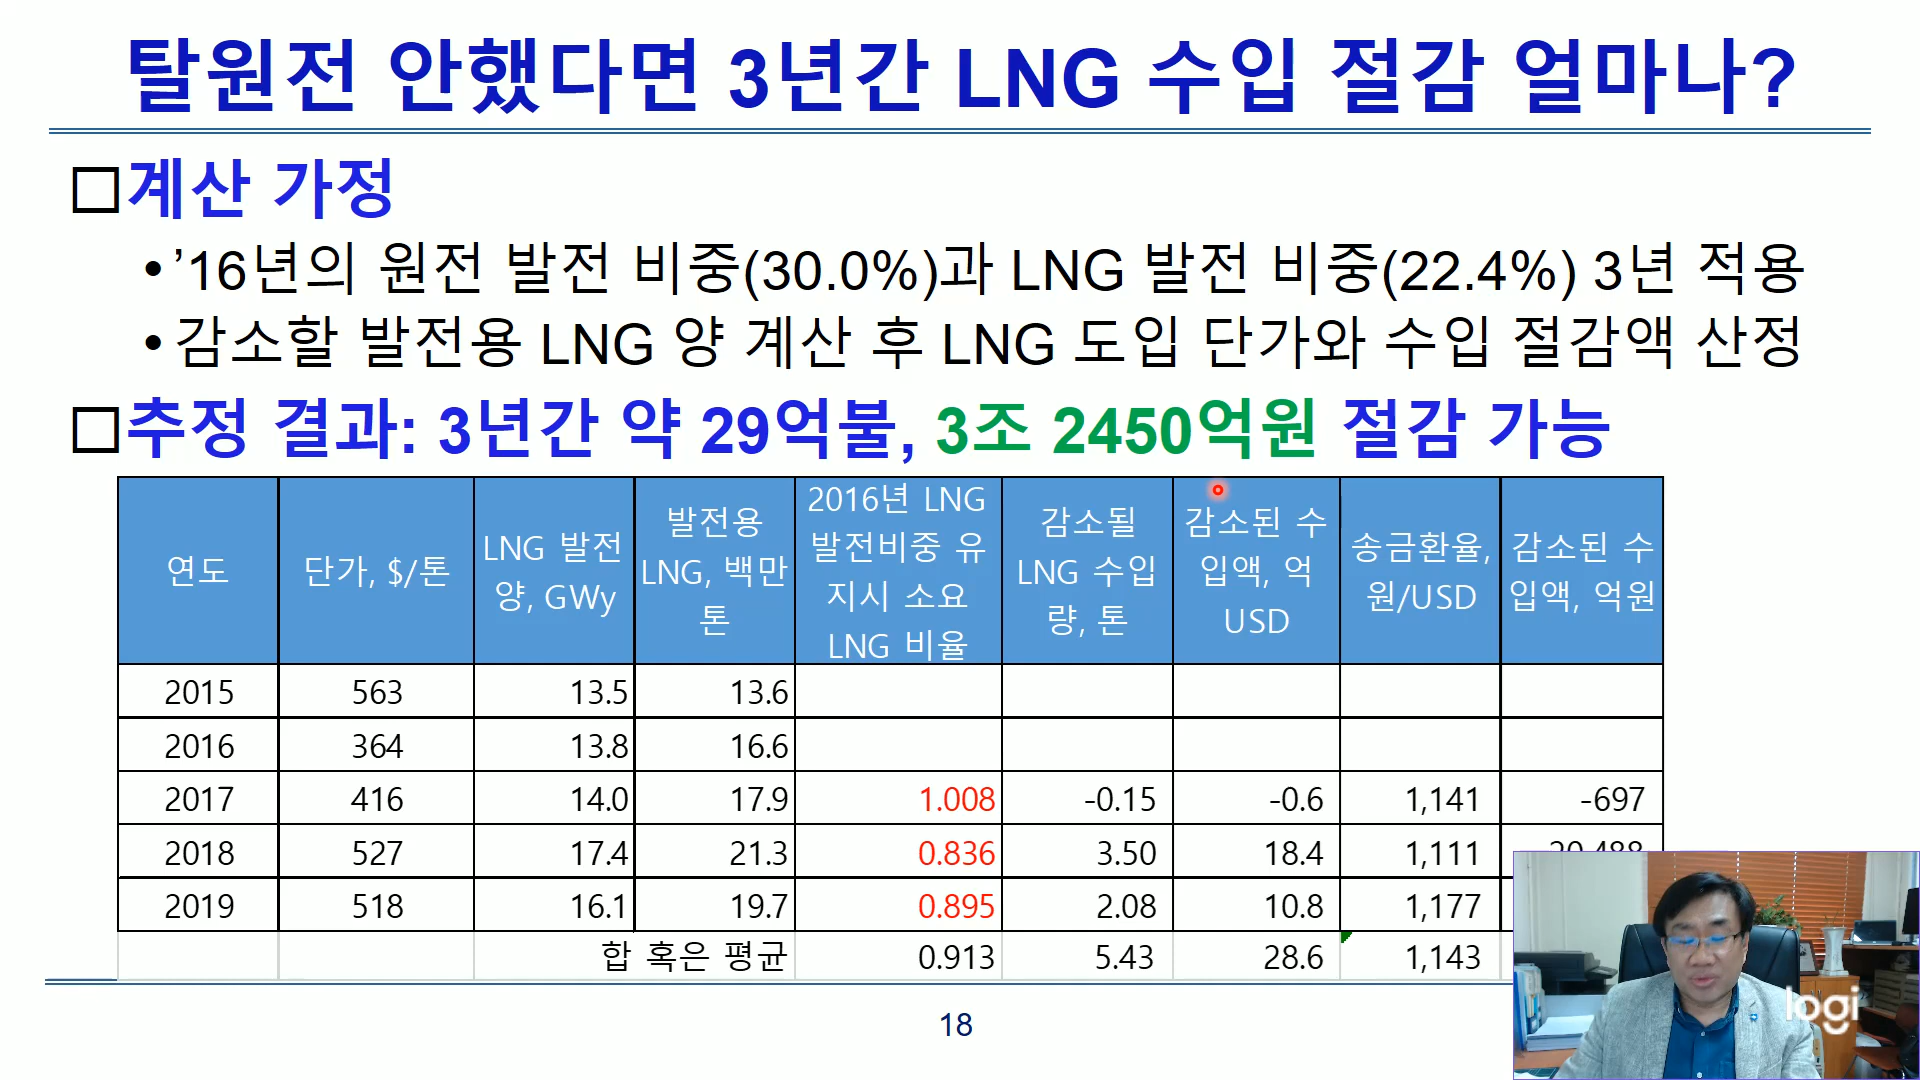 탈원전 안했다면 3년간 LNG 수입 절감 얼마나?
□계산 가정
•’16년의 원전 발전 비중(30.0%)과 LNG 발전 비중(22.4%) 3년 적용
•감소할 발전용 LNG 양 계산 후 LNG 도입 단가와 수입 절감액 산정
□추정 결과: 3년간 약 29억불, 3조 2450억원 절감 가능
연도 단가, $/톤 LNG 발전양, GWy 발전용 LNG, 백만톤 2016년 LNG 발전비중 유지시 소요 LNG 비율 감소될 LNG 수입량, 톤 감소된 수입액, 억 USD 송금환율, 원/USD 감소된 수입액, 억원
2015 563 13.5 13.6
2016 364 13.8 16.6
2017 416 14.0 17.9 1.008 -0.15 -0.6 1,141 -697
2018 527 17.4 21.3 0.836 3.50 18.4 1,111
2019 518 16.1 19.7 0.895 2.08 10.8 1,177
합 혹은 평균 0.913 5.43 28.6 1,143
logi
18